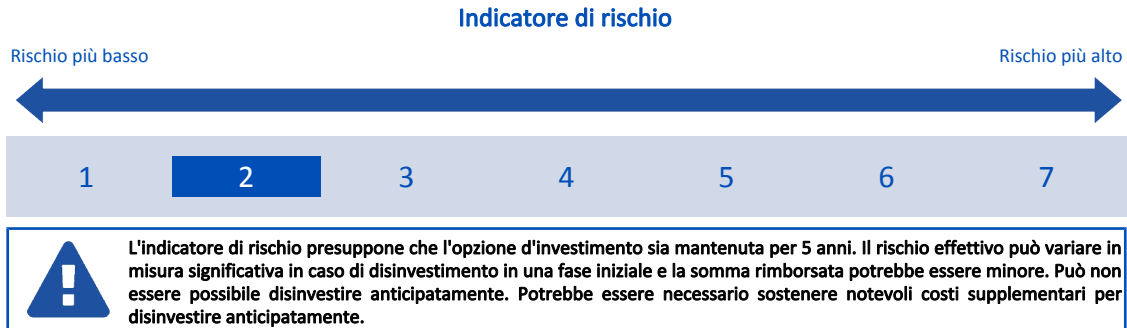 Indicatore di rischio
Rischio più basso
Rischio più alto
1 2 3 4 5 6 7
L'indicatore di rischio presuppone che l'opzione d'investimento sia mantenuta per 5 anni. Il rischio effettivo può variare in
misura significativa in caso di disinvestimento in una fase iniziale e la somma rimborsata potrebbe essere minore. Può non
essere possibile disinvestire anticipatamente. Potrebbe essere necessario sostenere notevoli costi supplementari per
disinvestire anticipatamente.